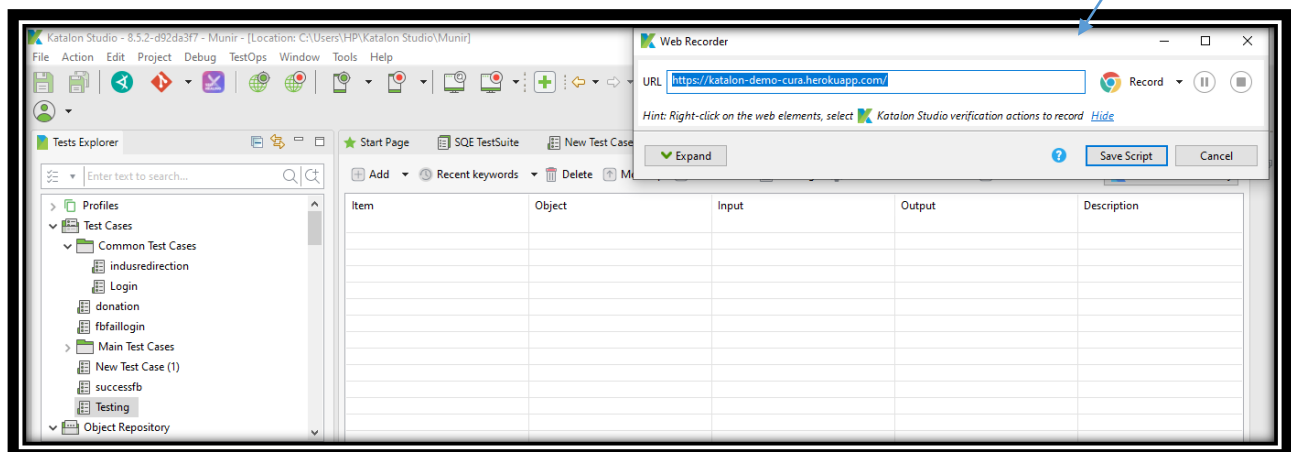 Katalon Studio - 8.5.2-d92da3f7 - Munir - [Location: C:\Users\HP\Katalon Studio\Munir]
File Action Edit Project Debug TestOps Window Tools Help
Web Recorder
URL https://katalon-demo-cura.herokuapp.com/ Record
Hint: Right-click on the web elements, select Katalon Studio verification actions to record Hide
Expand
Save Script Cancel
Tests Explorer
Enter text to search...
Profiles
Test Cases
Common Test Cases
indusredirection
Login
donation
fbfaillogin
Main Test Cases
New Test Case (1)
successfb
Testing
Object Repository
Start Page SQE TestSuite New Test Case
Add Recent keywords Delete
Item Object Input Output Description